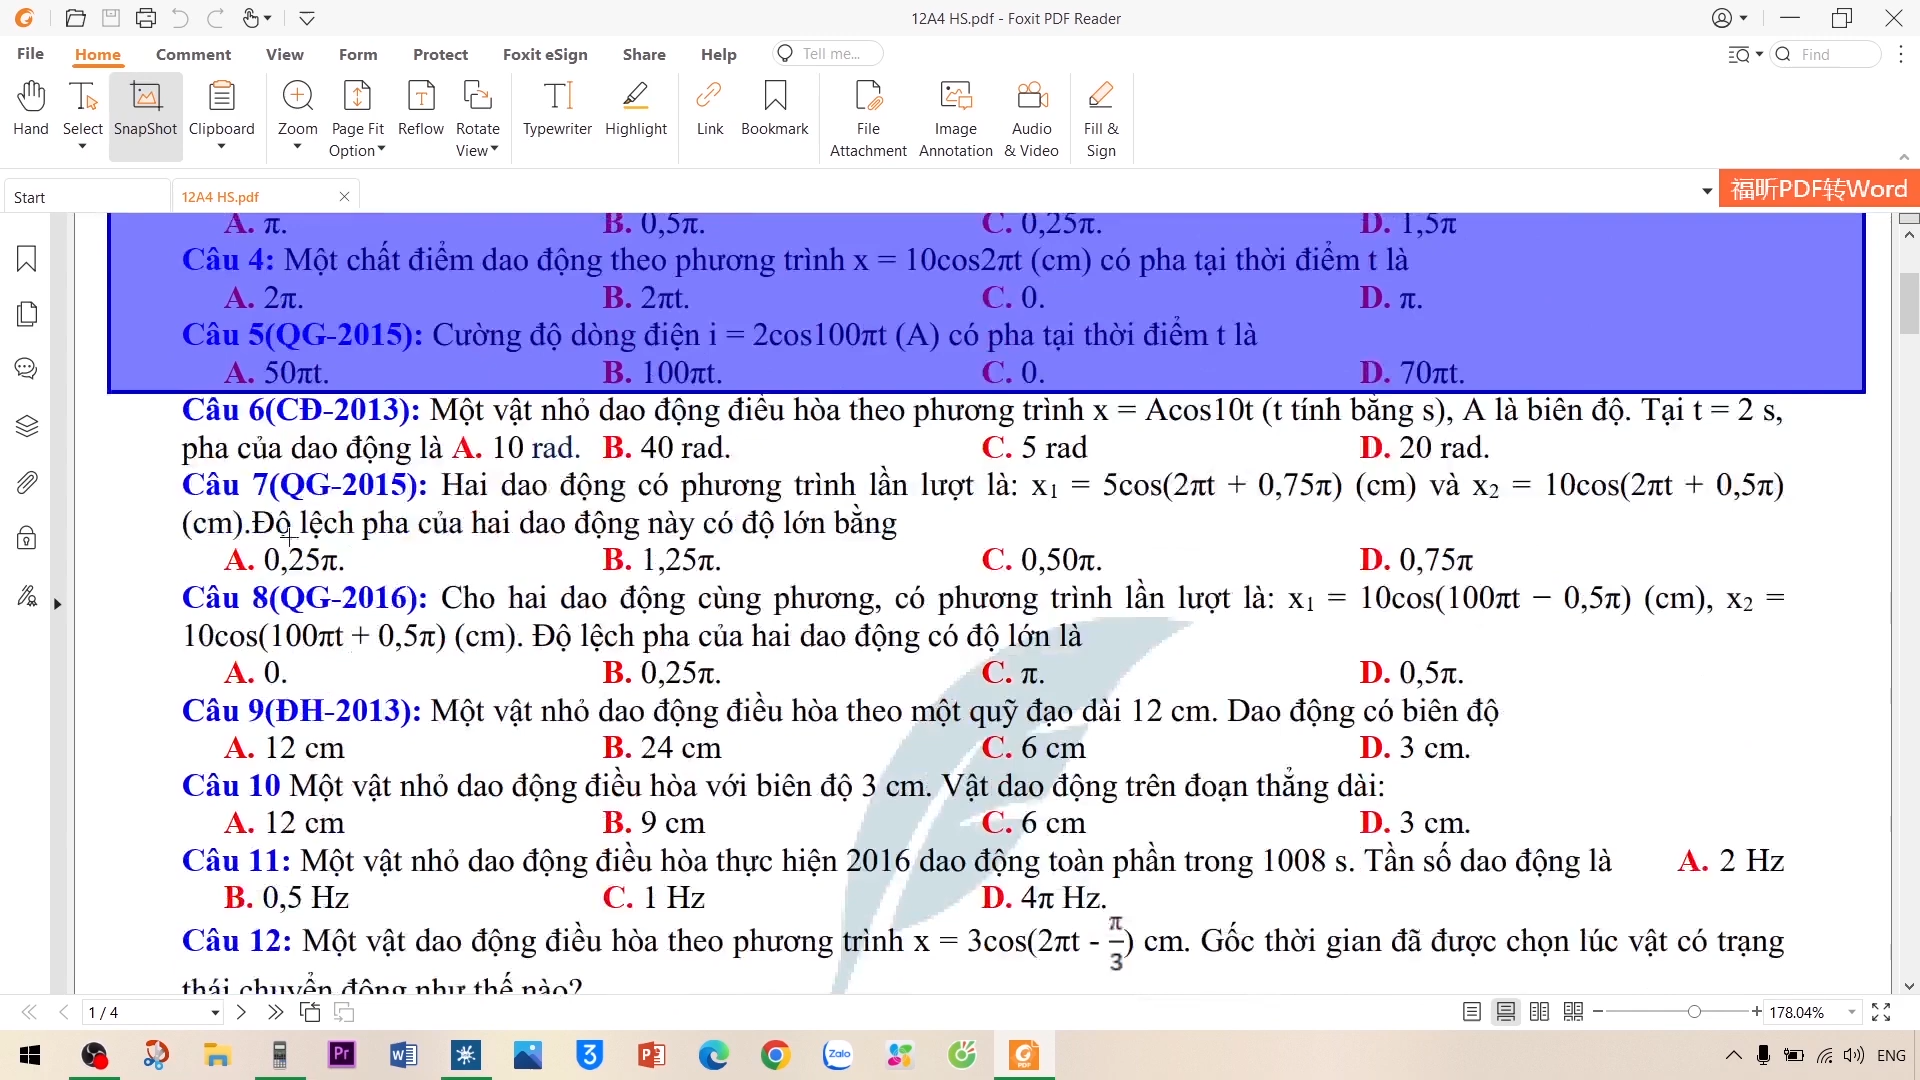 12A4 HS.pdf - Foxit PDF Reader
File Home Comment View Form Protect Foxit eSign Share Help Tell me... Find
Hand Select SnapShot Clipboard Zoom Page Fit Option Reflow Rotate View Typewriter Highlight Link Bookmark File Attachment Image Annotation Audio & Video Fill & Sign
Start 12A4 HS.pdf 福昕PDF转Word
A. π. B. 0,5π. C. 0,25π. D. 1,5π
Câu 4: Một chất điểm dao động theo phương trình x = 10cos2πt (cm) có pha tại thời điểm t là
A. 2π. B. 2πt. C. 0. D. π.
Câu 5(QG-2015): Cường độ dòng điện i = 2cos100πt (A) có pha tại thời điểm t là
A. 50πt. B. 100πt. C. 0. D. 70πt.
Câu 6(CĐ-2013): Một vật nhỏ dao động điều hòa theo phương trình x = Acos10t (t tính bằng s), A là biên độ. Tại t = 2 s,
pha của dao động là A. 10 rad. B. 40 rad. C. 5 rad D. 20 rad.
Câu 7(QG-2015): Hai dao động có phương trình lần lượt là: x₁ = 5cos(2πt + 0,75π) (cm) và x₂ = 10cos(2πt + 0,5π)
(cm).Độ lệch pha của hai dao động này có độ lớn bằng
A. 0,25π. B. 1,25π. C. 0,50π. D. 0,75π
Câu 8(QG-2016): Cho hai dao động cùng phương, có phương trình lần lượt là: x₁ = 10cos(100πt − 0,5π) (cm), x₂ =
10cos(100πt + 0,5π) (cm). Độ lệch pha của hai dao động có độ lớn là
A. 0. B. 0,25π. C. π. D. 0,5π.
Câu 9(ĐH-2013): Một vật nhỏ dao động điều hòa theo một quỹ đạo dài 12 cm. Dao động có biên độ
A. 12 cm B. 24 cm C. 6 cm D. 3 cm.
Câu 10 Một vật nhỏ dao động điều hòa với biên độ 3 cm. Vật dao động trên đoạn thẳng dài:
A. 12 cm B. 9 cm C. 6 cm D. 3 cm.
Câu 11: Một vật nhỏ dao động điều hòa thực hiện 2016 dao động toàn phần trong 1008 s. Tần số dao động là A. 2 Hz
B. 0,5 Hz C. 1 Hz D. 4π Hz.
Câu 12: Một vật dao động điều hòa theo phương trình x = 3cos(2πt - π/3) cm. Gốc thời gian đã được chọn lúc vật có trạng
thái chuyển động như thế nào?
1 / 4 178.04%
Pr Zalo PDF ENG